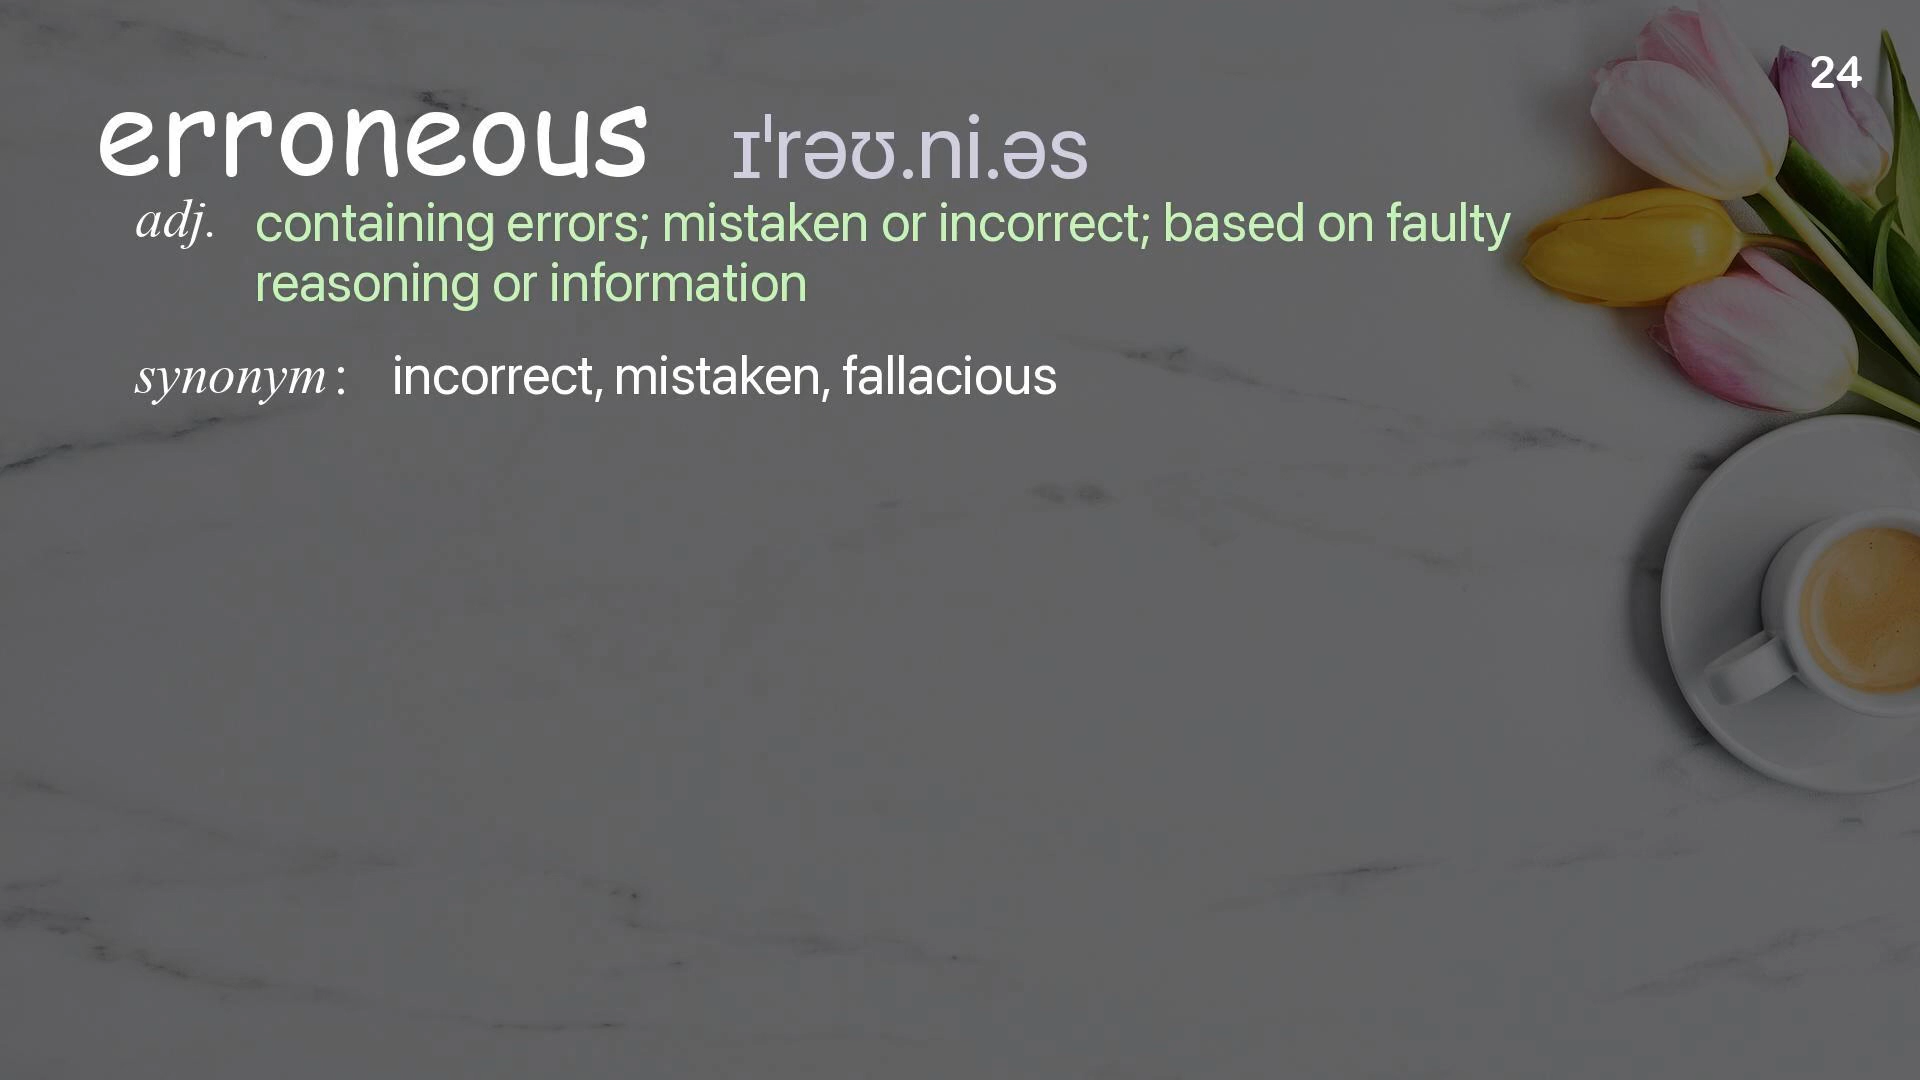 24
erroneous ɪˈrəʊ.ni.əs
adj. containing errors; mistaken or incorrect; based on faulty
reasoning or information
synonym: incorrect, mistaken, fallacious